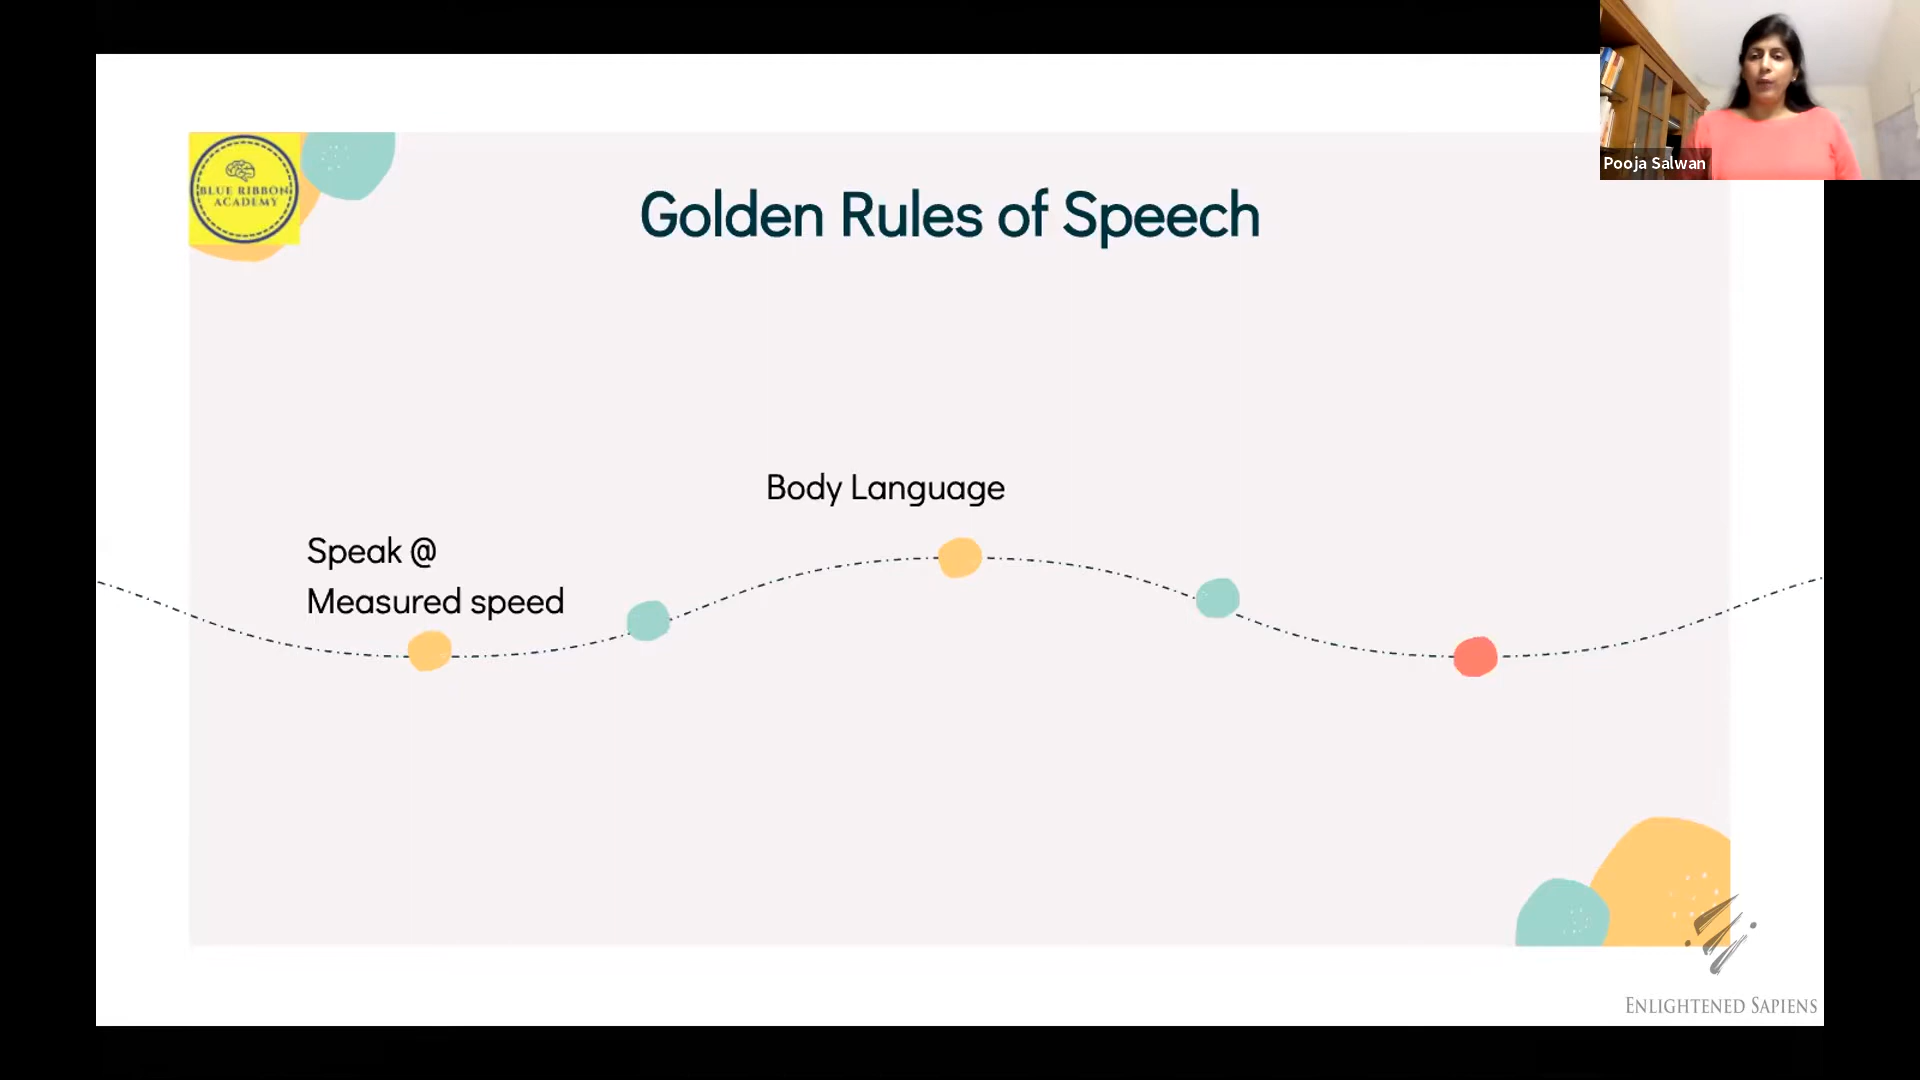 Pooja Salwan
BLUE RIBBON
ACADEMY
Golden Rules of Speech
Body Language
Speak @
Measured speed
ENLIGHTENED SAPIENS